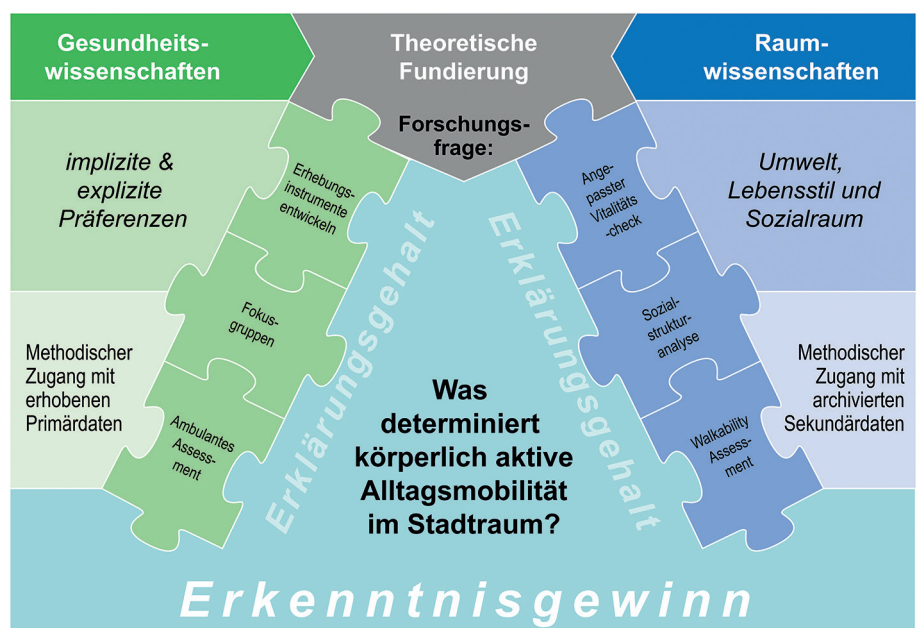 Gesundheits-
wissenschaften
Theoretische
Fundierung
Raum-
wissenschaften
Forschungs-
frage:
implizite &
explizite
Präferenzen
Erhebungs-
instrumente
entwickeln
Ange-
passter
Vitalitäts
-check
Umwelt,
Lebensstil und
Sozialraum
Erklärungsgehalt
Erklärungsgehalt
Fokus-
gruppen
Sozial-
struktur-
analyse
Methodischer
Zugang mit
erhobenen
Primärdaten
Methodischer
Zugang mit
archivierten
Sekundärdaten
Ambulantes
Assess-
ment
Walkability
Assess-
ment
Was
determiniert
körperlich aktive
Alltagsmobilität
im Stadtraum?
Erkenntnisgewinn